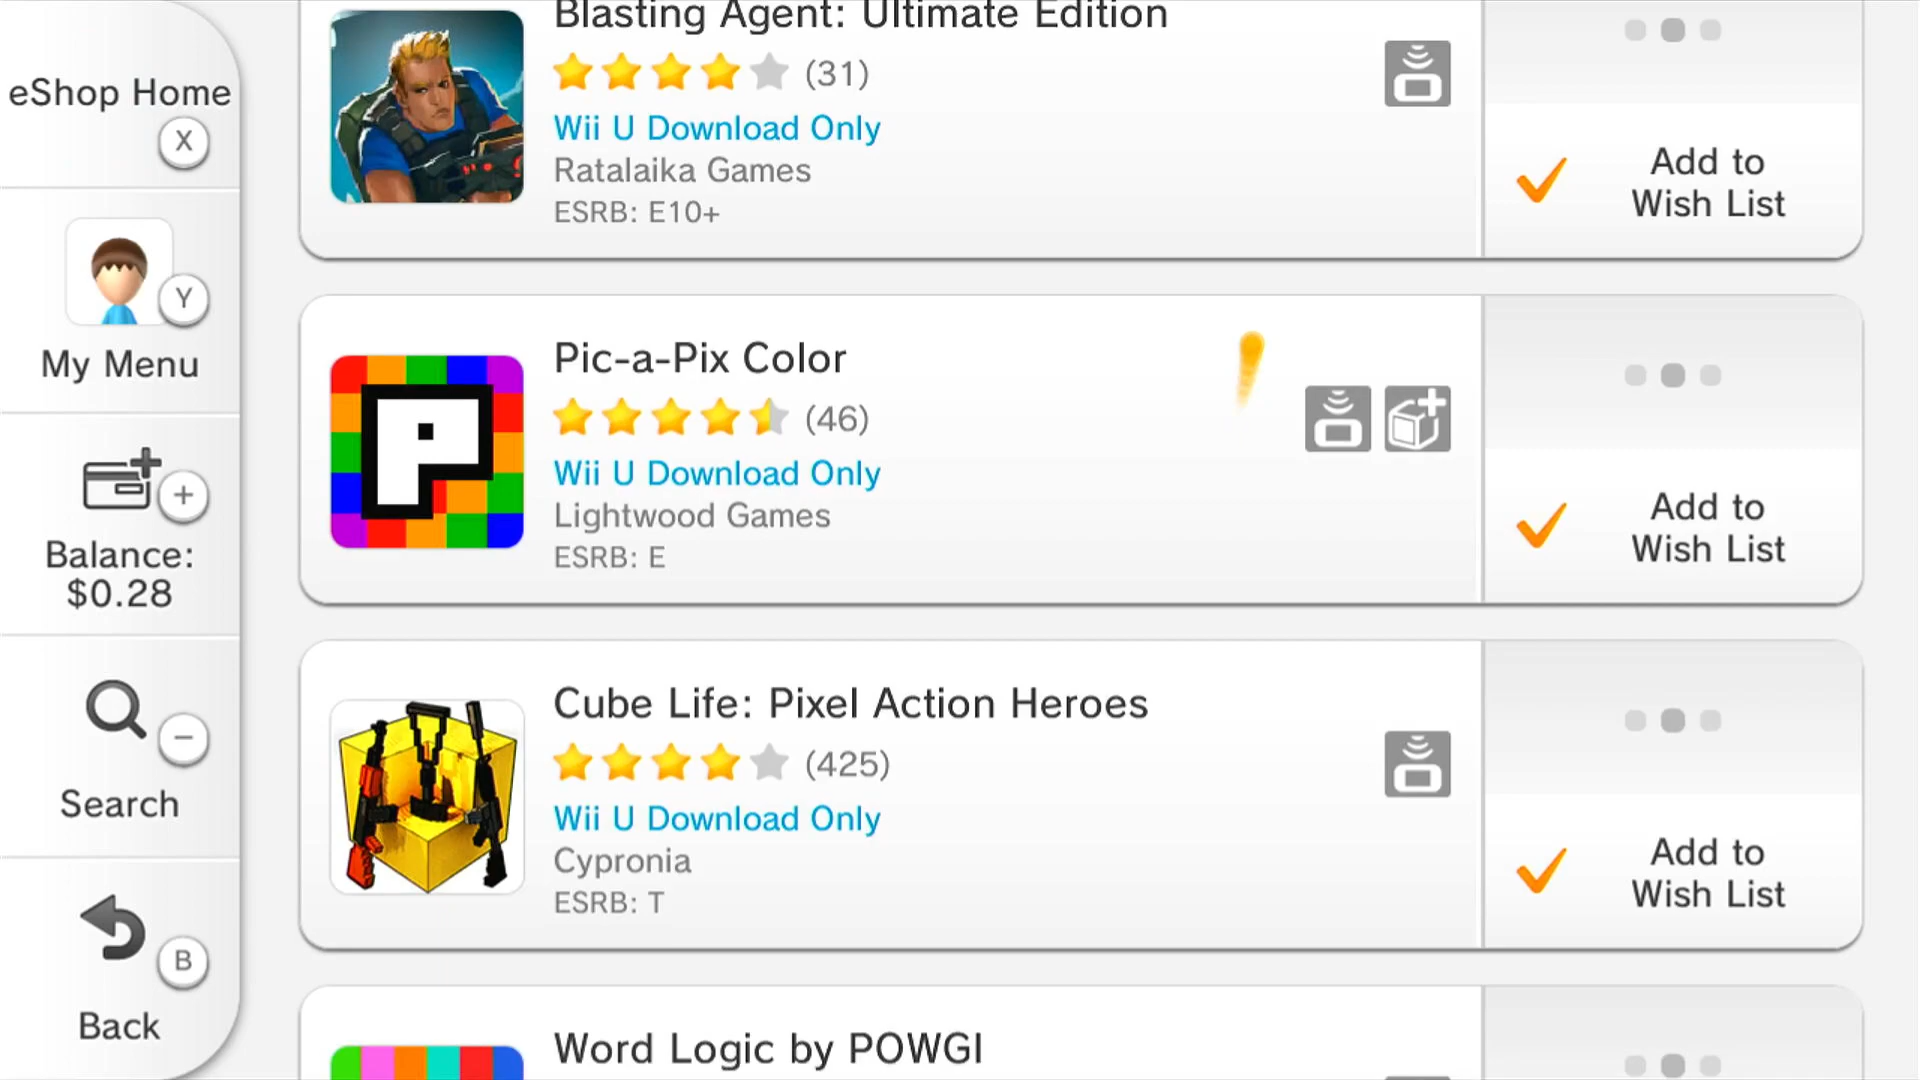 eShop Home
X
Y
My Menu
+
Balance:
$0.28
−
Search
B
Back
Blasting Agent: Ultimate Edition
(31)
Wii U Download Only
Ratalaika Games
ESRB: E10+
Add to
Wish List
Pic-a-Pix Color
(46)
Wii U Download Only
Lightwood Games
ESRB: E
Add to
Wish List
P
Cube Life: Pixel Action Heroes
(425)
Wii U Download Only
Cypronia
ESRB: T
Add to
Wish List
Word Logic by POWGI